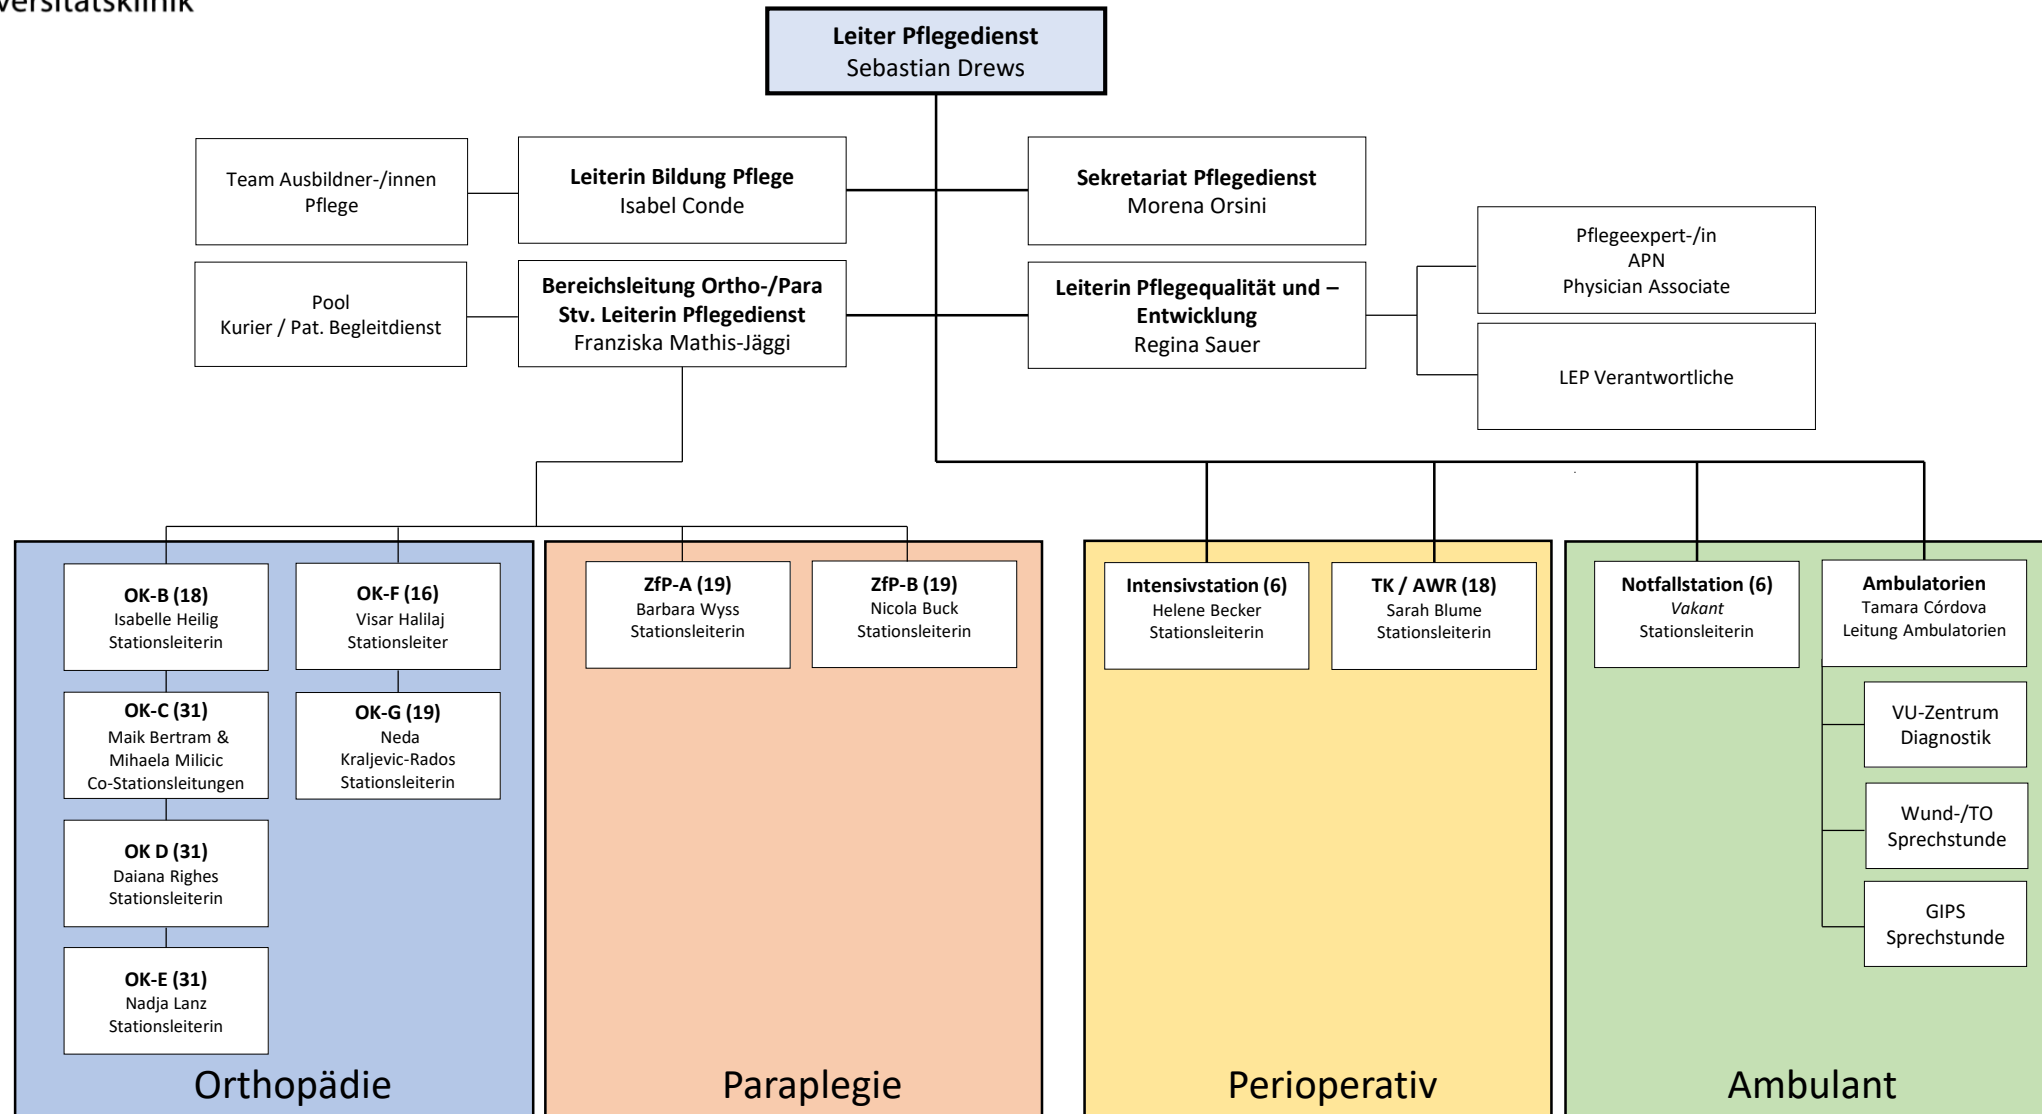 Leiter Pflegedienst
Sebastian Drews
Team Ausbildner-/innen
Pflege
Leiterin Bildung Pflege
Isabel Conde
Sekretariat Pflegedienst
Morena Orsini
Pool
Kurier / Pat. Begleitdienst
Bereichsleitung Ortho-/Para
Stv. Leiterin Pflegedienst
Franziska Mathis-Jäggi
Leiterin Pflegequalität und –
Entwicklung
Regina Sauer
Pflegeexpert-/in
APN
Physician Associate
LEP Verantwortliche
OK-B (18)
Isabelle Heilig
Stationsleiterin
OK-C (31)
Maik Bertram &
Mihaela Milicic
Co-Stationsleitungen
OK D (31)
Daiana Righes
Stationsleiterin
OK-E (31)
Nadja Lanz
Stationsleiterin
OK-F (16)
Visar Halilaj
Stationsleiter
OK-G (19)
Neda
Kraljevic-Rados
Stationsleiterin
Orthopädie
ZfP-A (19)
Barbara Wyss
Stationsleiterin
ZfP-B (19)
Nicola Buck
Stationsleiterin
Paraplegie
Intensivstation (6)
Helene Becker
Stationsleiterin
TK / AWR (18)
Sarah Blume
Stationsleiterin
Perioperativ
Notfallstation (6)
Vakant
Stationsleiterin
Ambulatorien
Tamara Córdova
Leitung Ambulatorien
VU-Zentrum
Diagnostik
Wund-/TO
Sprechstunde
GIPS
Sprechstunde
Ambulant